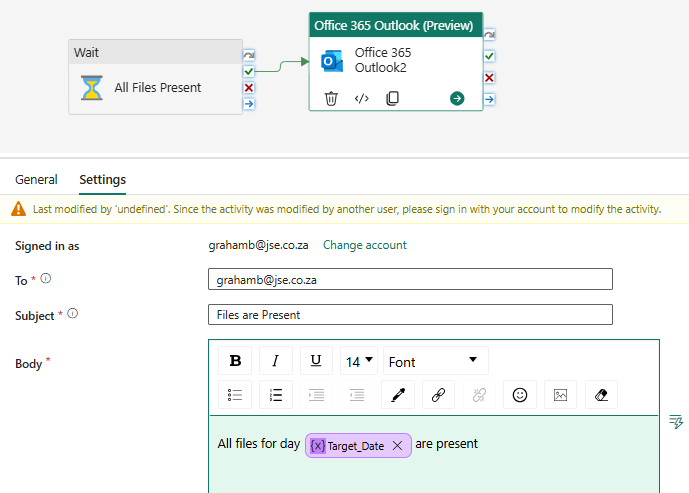 Office 365 Outlook (Preview)
Wait
All Files Present
Office 365
Outlook2
General Settings
Last modified by 'undefined'. Since the activity was modified by another user, please sign in with your account to modify the activity.
Signed in as grahamb@jse.co.za Change account
To * grahamb@jse.co.za
Subject * Files are Present
Body *
B I U 14 Font
All files for day {x} Target_Date × are present